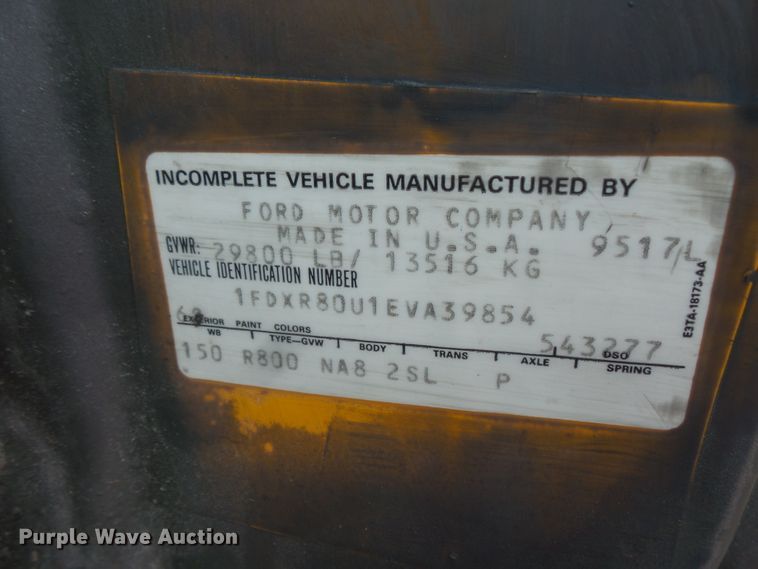 INCOMPLETE VEHICLE MANUFACTURED BY
FORD MOTOR COMPANY,
MADE IN U.S.A. 9517L
GVWR: 29800 LB/ 13516 KG
VEHICLE IDENTIFICATION NUMBER
1FDXR80U1EVA39854
EXTERIOR PAINT COLORS 543277 DSO
WB TYPE-GVW BODY TRANS AXLE SPRING
150 R800 NA8 2SL P
E3TA-18173-AA
Purple Wave Auction